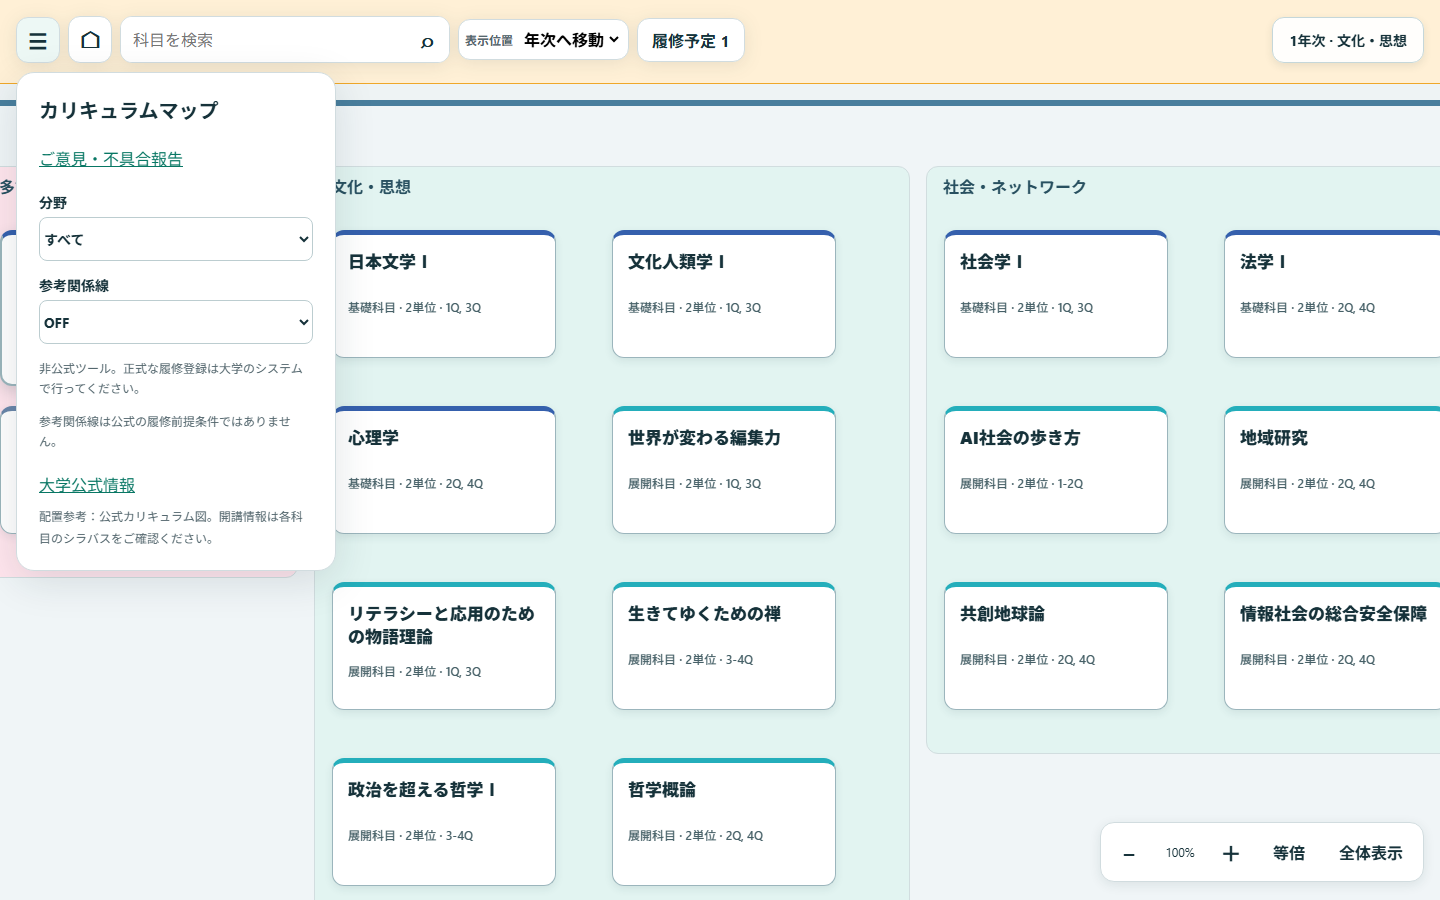 科目を検索
表示位置 年次へ移動
履修予定 1
1年次 · 文化・思想
カリキュラムマップ
ご意見・不具合報告
分野
すべて
参考関係線
OFF
非公式ツール。正式な履修登録は大学のシステム
で行ってください。
参考関係線は公式の履修前提条件ではありませ
ん。
大学公式情報
配置参考：公式カリキュラム図。開講情報は各科
目のシラバスをご確認ください。
多
文化・思想
日本文学Ⅰ
基礎科目 · 2単位 · 1Q, 3Q
文化人類学Ⅰ
基礎科目 · 2単位 · 1Q, 3Q
心理学
基礎科目 · 2単位 · 2Q, 4Q
世界が変わる編集力
展開科目 · 2単位 · 1Q, 3Q
リテラシーと応用のため
の物語理論
展開科目 · 2単位 · 1Q, 3Q
生きてゆくための禅
展開科目 · 2単位 · 3-4Q
政治を超える哲学Ⅰ
展開科目 · 2単位 · 3-4Q
哲学概論
展開科目 · 2単位 · 2Q, 4Q
社会・ネットワーク
社会学Ⅰ
基礎科目 · 2単位 · 1Q, 3Q
法学Ⅰ
基礎科目 · 2単位 · 2Q, 4Q
AI社会の歩き方
展開科目 · 2単位 · 1-2Q
地域研究
展開科目 · 2単位 · 2Q, 4Q
共創地球論
展開科目 · 2単位 · 2Q, 4Q
情報社会の総合安全保障
展開科目 · 2単位 · 2Q, 4Q
− 100% ＋ 等倍 全体表示